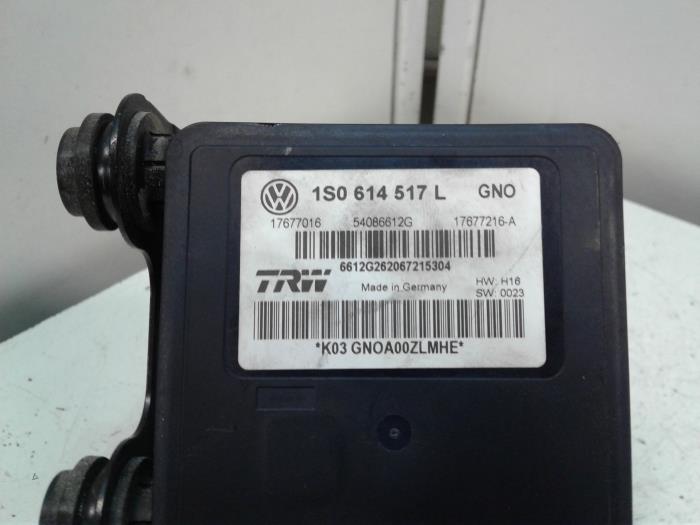 1S0 614 517 L GNO
17677016 54086612G 17677216-A
6612G262067215304
TRW Made in Germany HW: H16
SW: 0023
*K03 GNOA00ZLMHE*